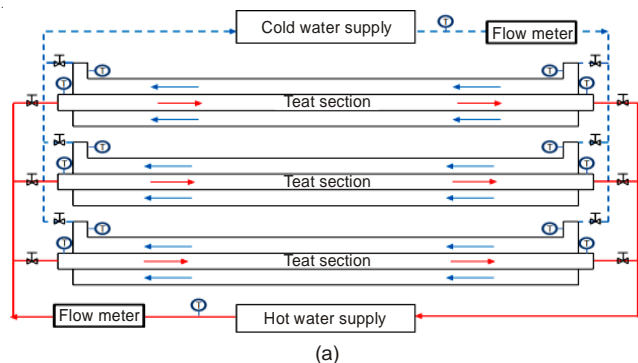 Cold water supply
T
Flow meter
T
T
T
T
Teat section
T
T
T
T
Teat section
T
T
T
T
Teat section
Flow meter
T
Hot water supply
(a)